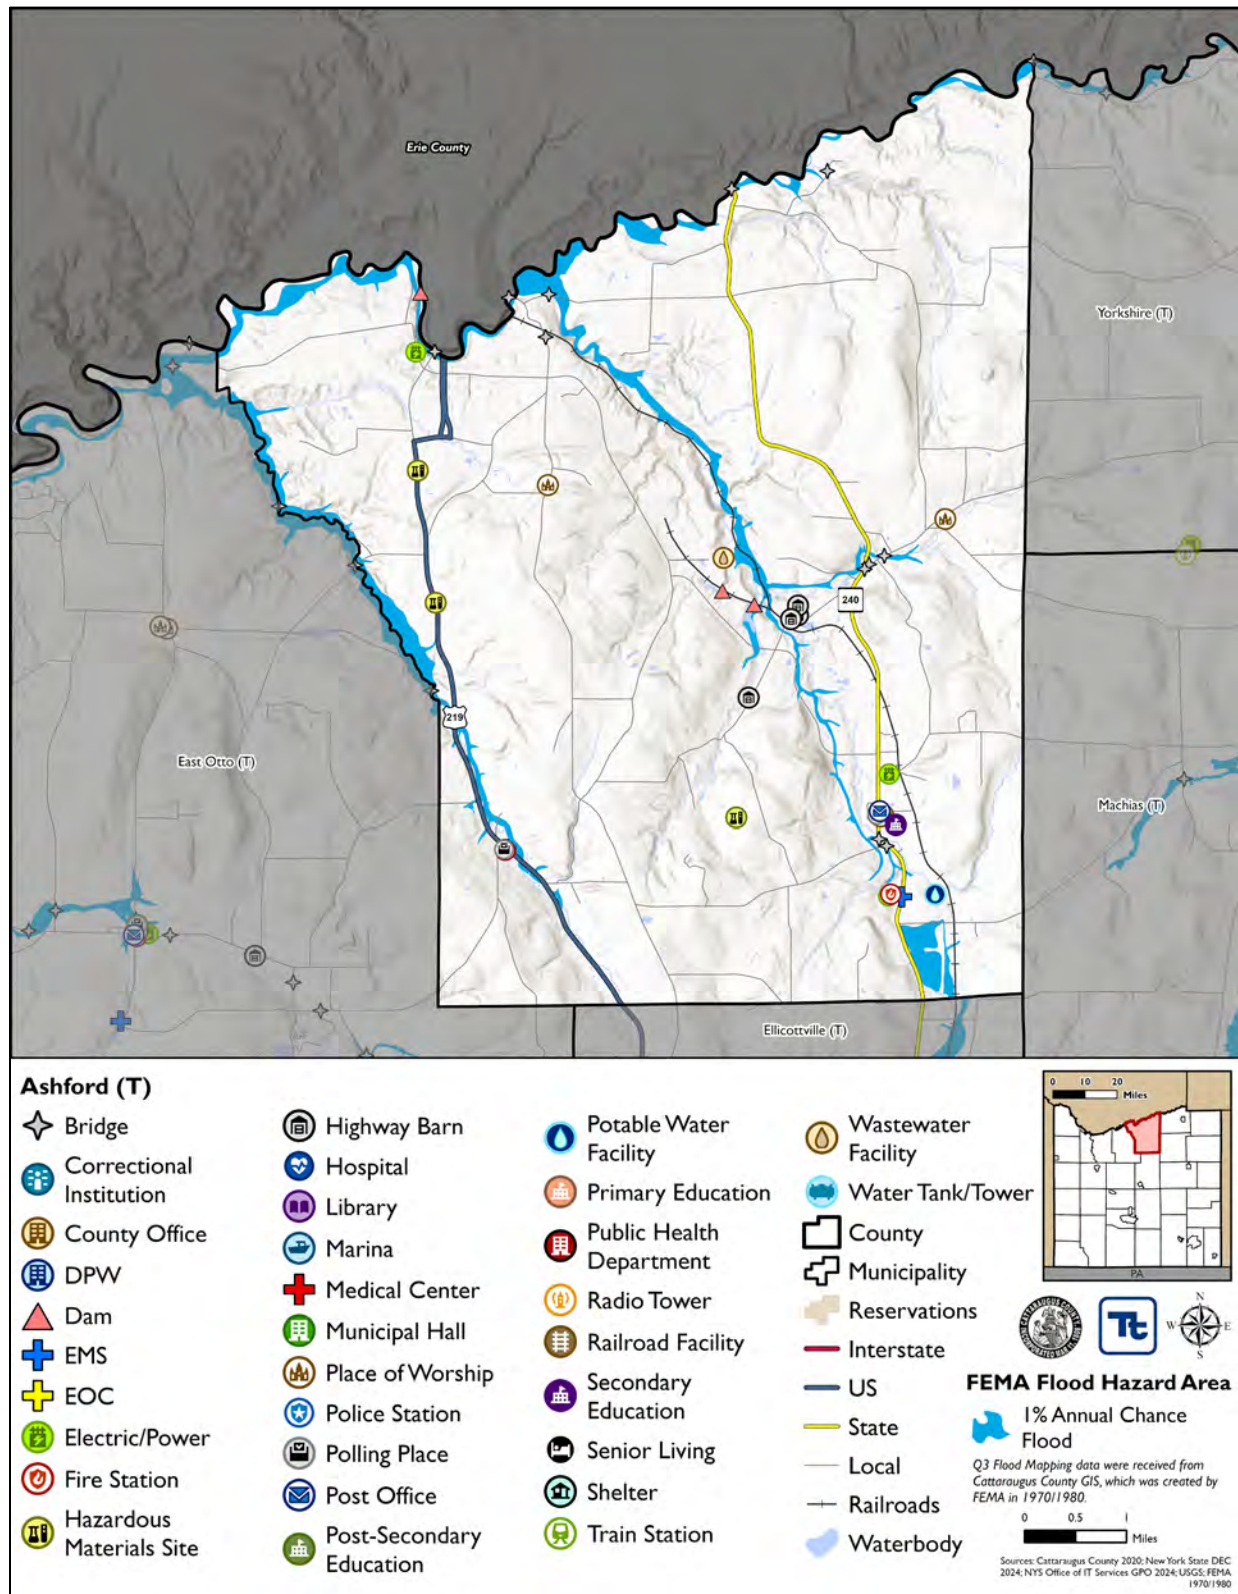 Erie County
Yorkshire (T)
240
219
East Otto (T)
Machias (T)
Ellicottville (T)
Ashford (T)
Bridge
Correctional
Institution
County Office
DPW
Dam
EMS
EOC
Electric/Power
Fire Station
Hazardous
Materials Site
Highway Barn
Hospital
Library
Marina
Medical Center
Municipal Hall
Place of Worship
Police Station
Polling Place
Post Office
Post-Secondary
Education
Potable Water
Facility
Primary Education
Public Health
Department
Radio Tower
Railroad Facility
Secondary
Education
Senior Living
Shelter
Train Station
Wastewater
Facility
Water Tank/Tower
County
Municipality
Reservations
Interstate
US
State
Local
Railroads
Waterbody
0 10 20
Miles
PA
Tt
N
W E
S
FEMA Flood Hazard Area
1% Annual Chance
Flood
Q3 Flood Mapping data were received from
Cattaraugus County GIS, which was created by
FEMA in 1970/1980.
0 0.5 1
Miles
Sources: Cattaraugus County 2020; New York State DEC
2024; NYS Office of IT Services GPO 2024; USGS; FEMA
1970/1980